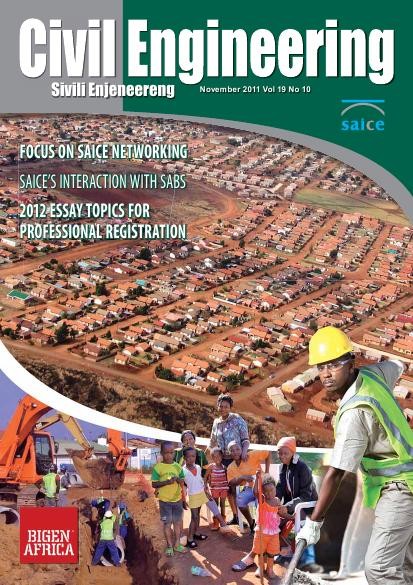 Civil Engineering
Sivili Enjeneereng
November 2011 Vol 19 No 10
saice
FOCUS ON SAICE NETWORKING
SAICE'S INTERACTION WITH SABS
2012 ESSAY TOPICS FOR
PROFESSIONAL REGISTRATION
BIGEN
AFRICA